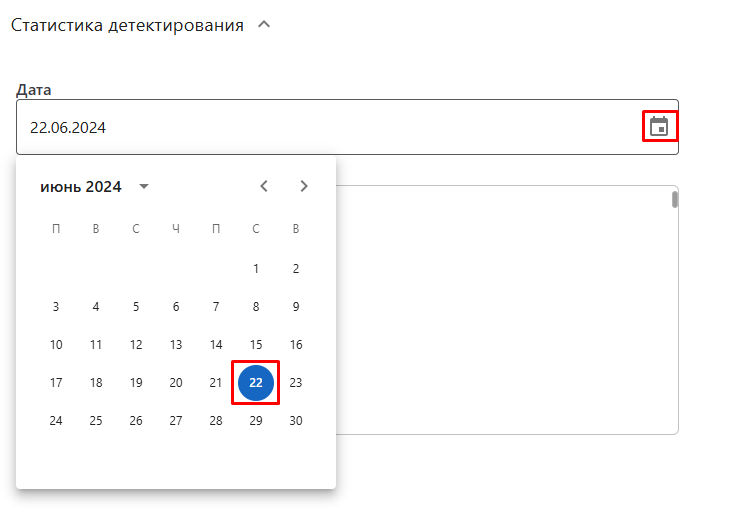 Статистика детектирования
Дата
22.06.2024
июнь 2024
П В С Ч П С В
1 2
3 4 5 6 7 8 9
10 11 12 13 14 15 16
17 18 19 20 21 22 23
24 25 26 27 28 29 30